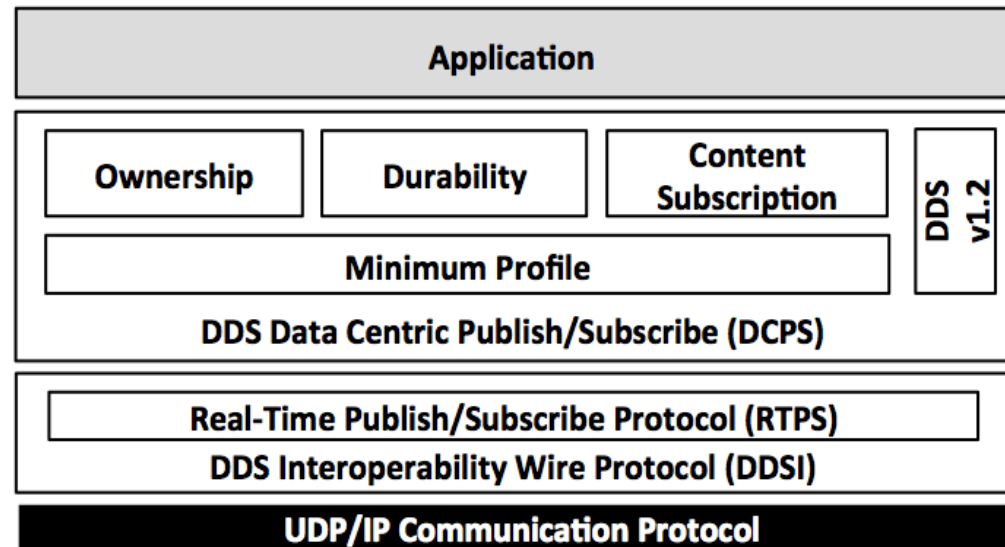 Application
Ownership
Durability
Content
Subscription
DDS
v1.2
Minimum Profile
DDS Data Centric Publish/Subscribe (DCPS)
Real-Time Publish/Subscribe Protocol (RTPS)
DDS Interoperability Wire Protocol (DDSI)
UDP/IP Communication Protocol